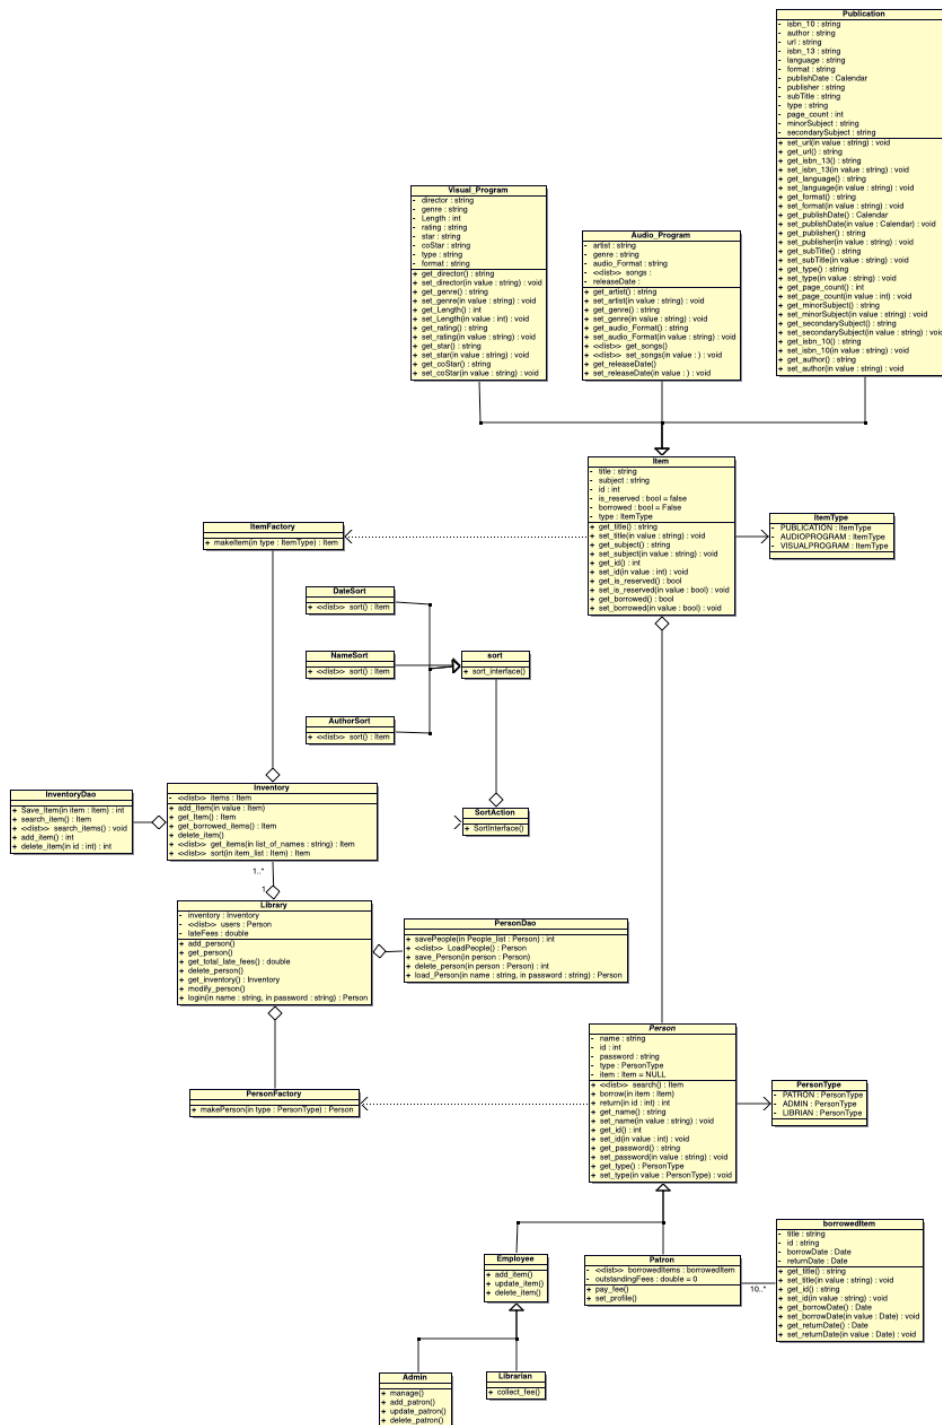 Publication
- isbn_10 : string
- author : string
- url : string
- isbn_13 : string
- language : string
- format : string
- publishDate : Calendar
- publisher : string
- subTitle : string
- type : string
- page_count : int
- minorSubject : string
- secondarySubject : string
+ set_url(in value : string) : void
+ get_url() : string
+ get_isbn_13() : string
+ set_isbn_13(in value : string) : void
+ get_language() : string
+ set_language(in value : string) : void
+ get_format() : string
+ set_format(in value : string) : void
+ get_publishDate() : Calendar
+ set_publishDate(in value : Calendar) : void
+ get_publisher() : string
+ set_publisher(in value : string) : void
+ get_subTitle() : string
+ set_subTitle(in value : string) : void
+ get_type() : string
+ set_type(in value : string) : void
+ get_page_count() : int
+ set_page_count(in value : int) : void
+ get_minorSubject() : string
+ set_minorSubject(in value : string) : void
+ get_secondarySubject() : string
+ set_secondarySubject(in value : string) : void
+ get_isbn_10() : string
+ set_isbn_10(in value : string) : void
+ get_author() : string
+ set_author(in value : string) : void
Visual_Program
- director : string
- genre : string
- Length : int
- rating : string
- star : string
- coStar : string
- type : string
- format : string
+ get_director() : string
+ set_director(in value : string) : void
+ get_genre() : string
+ set_genre(in value : string) : void
+ get_Length() : int
+ set_Length(in value : int) : void
+ get_rating() : string
+ set_rating(in value : string) : void
+ get_star() : string
+ set_star(in value : string) : void
+ get_coStar() : string
+ set_coStar(in value : string) : void
Audio_Program
- artist : string
- genre : string
- audio_Format : string
- <<list>> songs :
- releaseDate :
+ get_artist() : string
+ set_artist(in value : string) : void
+ get_genre() : string
+ set_genre(in value : string) : void
+ get_audio_Format() : string
+ set_audio_Format(in value : string) : void
+ <<list>> get_songs()
+ <<list>> set_songs(in value : ) : void
+ get_releaseDate()
+ set_releaseDate(in value : ) : void
Item
- title : string
- subject : string
- id : int
- is_reserved : bool = false
- borrowed : bool = False
- type : ItemType
+ get_title() : string
+ set_title(in value : string) : void
+ get_subject() : string
+ set_subject(in value : string) : void
+ get_id() : int
+ set_id(in value : int) : void
+ get_is_reserved() : bool
+ set_is_reserved(in value : bool) : void
+ get_borrowed() : bool
+ set_borrowed(in value : bool) : void
ItemType
- PUBLICATION : ItemType
- AUDIOPROGRAM : ItemType
- VISUALPROGRAM : ItemType
ItemFactory
+ makeItem(in type : ItemType) : Item
DateSort
+ <<list>> sort() : Item
NameSort
+ <<list>> sort() : Item
AuthorSort
+ <<list>> sort() : Item
sort
+ sort_interface()
SortAction
+ SortInterface()
InventoryDao
+ Save_Item(in item : Item) : int
+ search_item() : Item
+ <<list>> search_items() : void
+ add_item() : int
+ delete_item(in id : int) : int
Inventory
- <<list>> items : Item
+ add_Item(in value : Item)
+ get_Item() : Item
+ get_borrowed_items() : Item
+ delete_item()
+ <<list>> get_items(in list_of_names : string) : Item
+ <<list>> sort(in item_list : Item) : Item
1..*
1
Library
- inventory : Inventory
- <<list>> users : Person
- lateFees : double
+ add_person()
+ get_person()
+ get_total_late_fees() : double
+ delete_person()
+ get_inventory() : Inventory
+ modify_person()
+ login(in name : string, in password : string) : Person
PersonDao
+ savePeople(in People_list : Person) : int
+ <<list>> LoadPeople() : Person
+ save_Person(in person : Person)
+ delete_person(in person : Person) : int
+ load_Person(in name : string, in password : string) : Person
PersonFactory
+ makePerson(in type : PersonType) : Person
Person
- name : string
- id : int
- password : string
- type : PersonType
- item : Item = NULL
+ <<list>> search() : Item
+ borrow(in item : Item)
+ return(in id : int) : int
+ get_name() : string
+ set_name(in value : string) : void
+ get_id() : int
+ set_id(in value : int) : void
+ get_password() : string
+ set_password(in value : string) : void
+ get_type() : PersonType
+ set_type(in value : PersonType) : void
PersonType
- PATRON : PersonType
- ADMIN : PersonType
- LIBRIAN : PersonType
Employee
+ add_item()
+ update_item()
+ delete_item()
Patron
- <<list>> borrowedItems : borrowedItem
- outstandingFees : double = 0
+ pay_fee()
+ set_profile()
10..*
borrowedItem
- title : string
- id : string
- borrowDate : Date
- returnDate : Date
+ get_title() : string
+ set_title(in value : string) : void
+ get_id() : string
+ set_id(in value : string) : void
+ get_borrowDate() : Date
+ set_borrowDate(in value : Date) : void
+ get_returnDate() : Date
+ set_returnDate(in value : Date) : void
Admin
+ manage()
+ add_patron()
+ update_patron()
+ delete_patron()
Librarian
+ collect_fee()